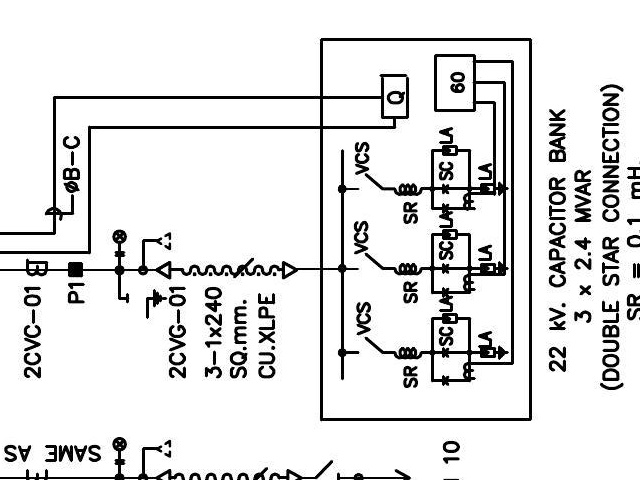 22 kV. CAPACITOR BANK
3 x 2.4 MVAR
(DOUBLE STAR CONNECTION)
SR = 0.1 mH.
Q
60
øB-C
VCS
SR
SC
LA
LA
LA
VCS
SR
SC
LA
LA
VCS
SR
SC
LA
LA
2CVC-01
P1
2CVG-01
3-1x240
SQ.mm.
CU.XLPE
SAME AS
10